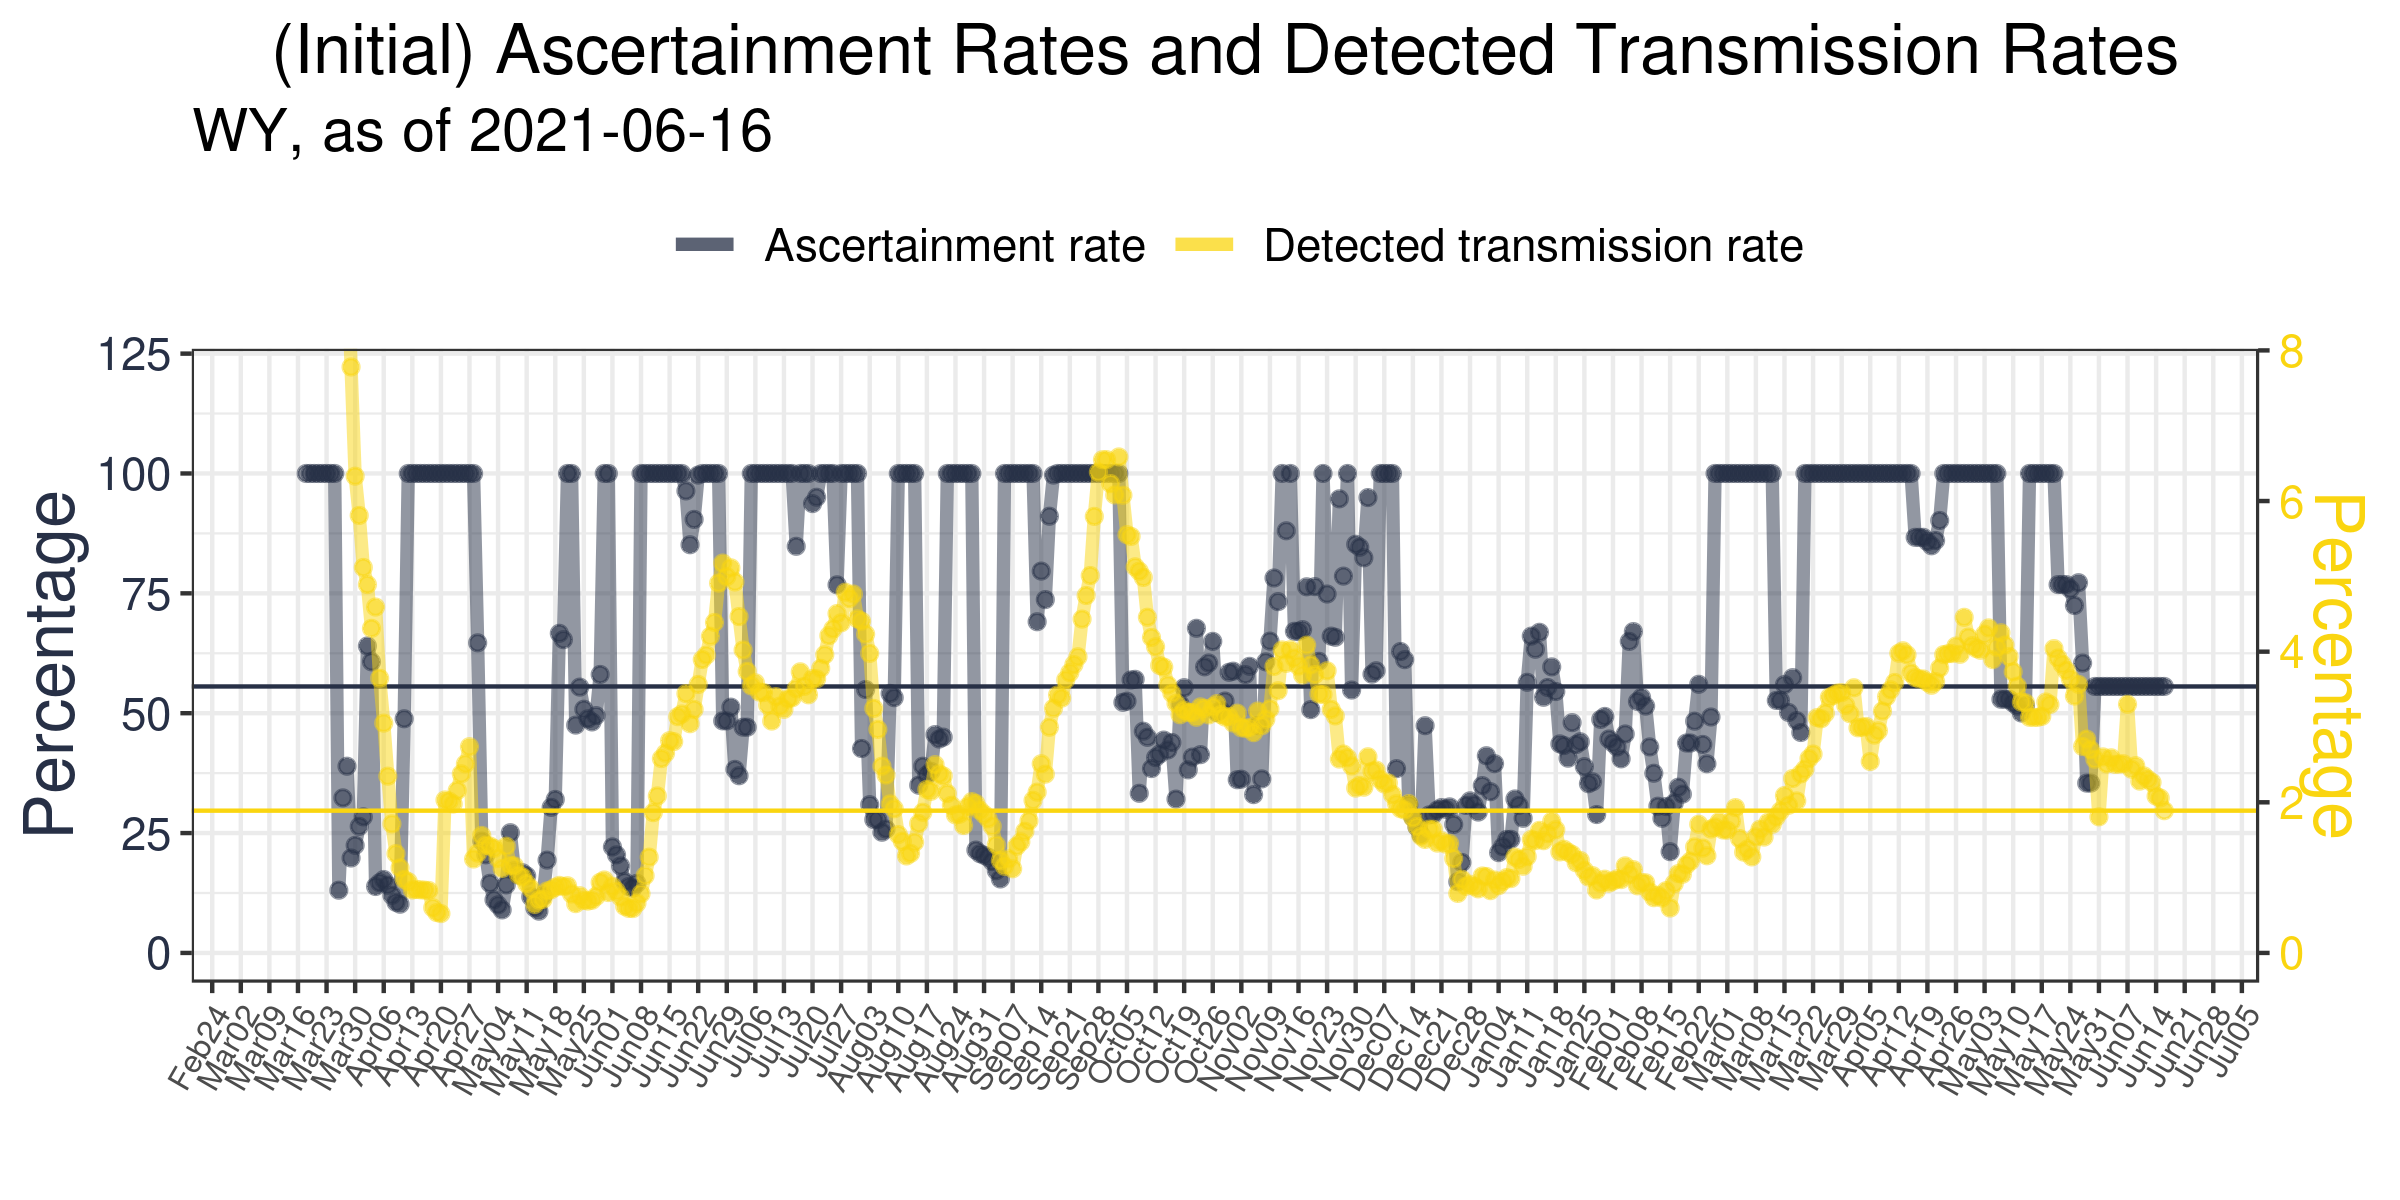 (Initial) Ascertainment Rates and Detected Transmission Rates
WY, as of 2021-06-16
Ascertainment rate
Detected transmission rate
125
100
75
50
25
0
Percentage
8
6
4
2
0
Percentage
Feb24
Mar02
Mar09
Mar16
Mar23
Mar30
Apr06
Apr13
Apr20
Apr27
May04
May11
May18
May25
Jun01
Jun08
Jun15
Jun22
Jun29
Jul06
Jul13
Jul20
Jul27
Aug03
Aug10
Aug17
Aug24
Aug31
Sep07
Sep14
Sep21
Sep28
Oct05
Oct12
Oct19
Oct26
Nov02
Nov09
Nov16
Nov23
Nov30
Dec07
Dec14
Dec21
Dec28
Jan04
Jan11
Jan18
Jan25
Feb01
Feb08
Feb15
Feb22
Mar01
Mar08
Mar15
Mar22
Mar29
Apr05
Apr12
Apr19
Apr26
May03
May10
May17
May24
May31
Jun07
Jun14
Jun21
Jun28
Jul05